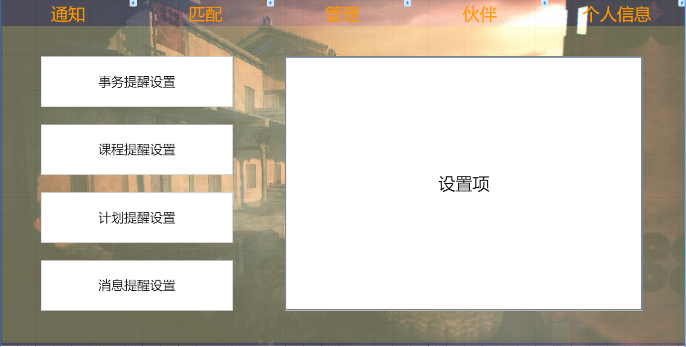 通知 匹配 管理 伙伴 个人信息
事务提醒设置
课程提醒设置
设置项
计划提醒设置
消息提醒设置